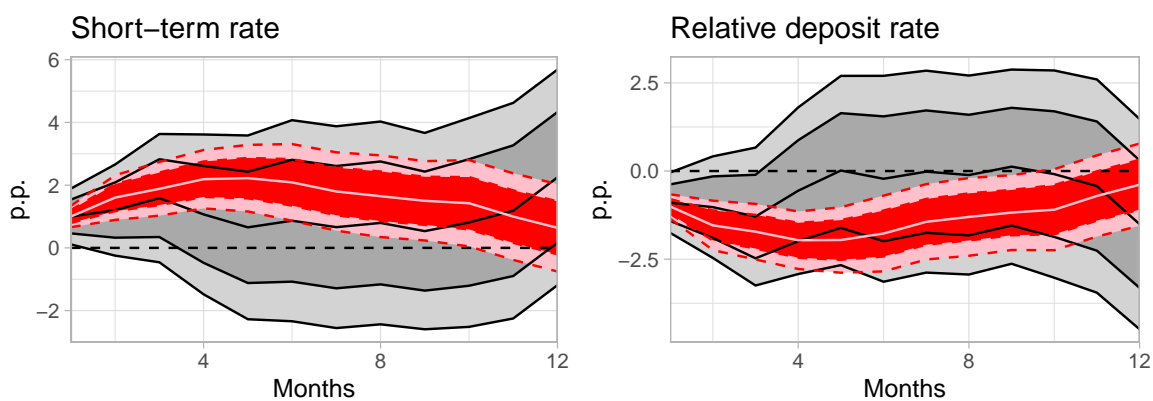 Short−term rate
6
4
2
0
−2
p.p.
4
8
12
Months
Relative deposit rate
2.5
0.0
−2.5
p.p.
4
8
12
Months